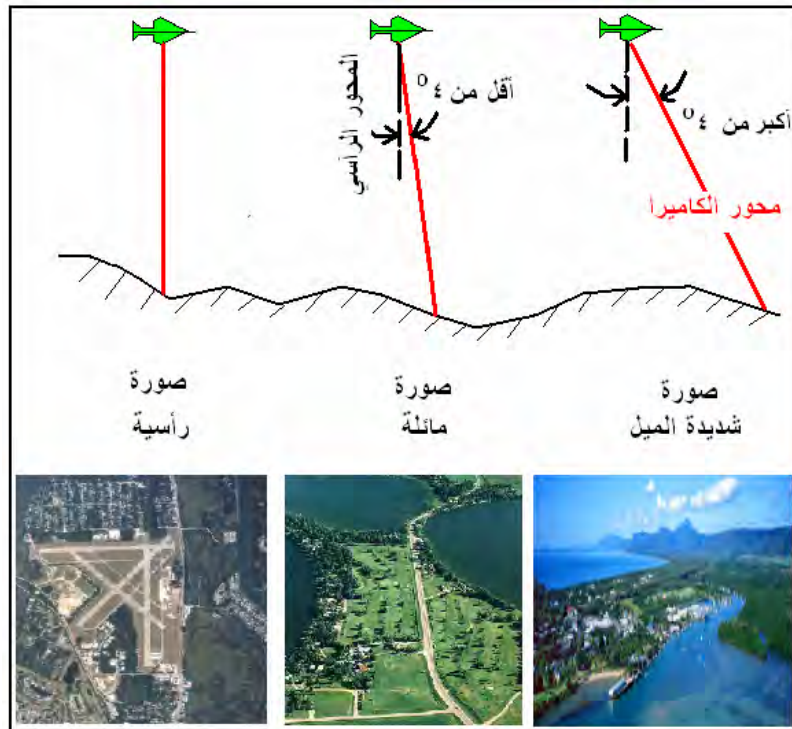 أقل من ٤°
المحور الرأسي
أكبر من ٤°
محور الكاميرا
صورة
رأسية
صورة
مائلة
صورة
شديدة الميل